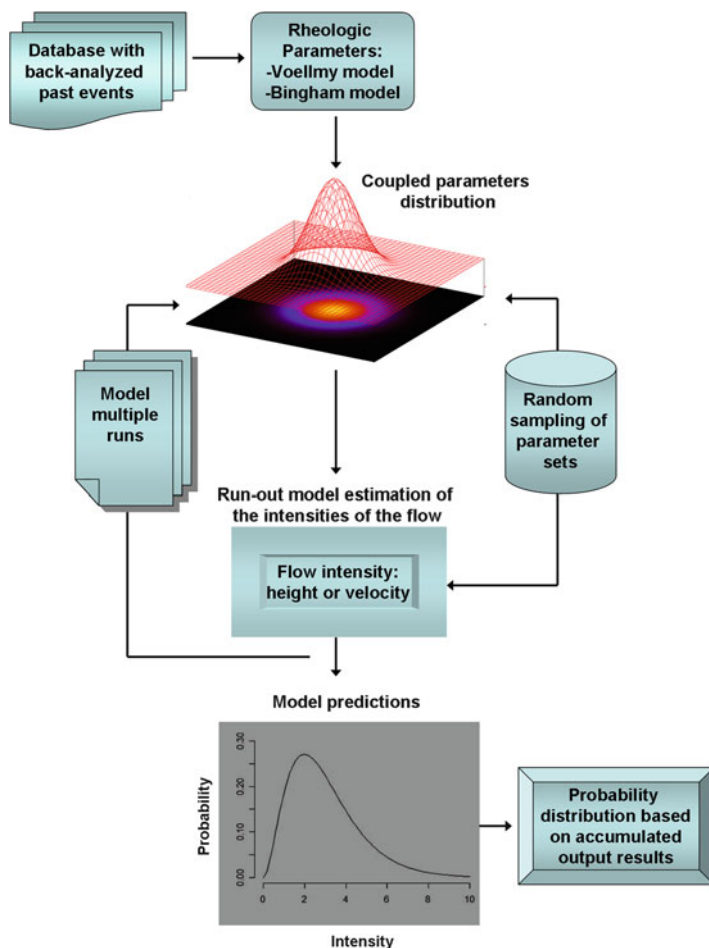 Database with
back-analyzed
past events
Rheologic
Parameters:
-Voellmy model
-Bingham model
Coupled parameters
distribution
Model
multiple
runs
Random
sampling of
parameter
sets
Run-out model estimation of
the intensities of the flow
Flow intensity:
height or velocity
Model predictions
Probability
0.00
0.10
0.20
0.30
0
2
4
6
8
10
Intensity
Probability
distribution based
on accumulated
output results